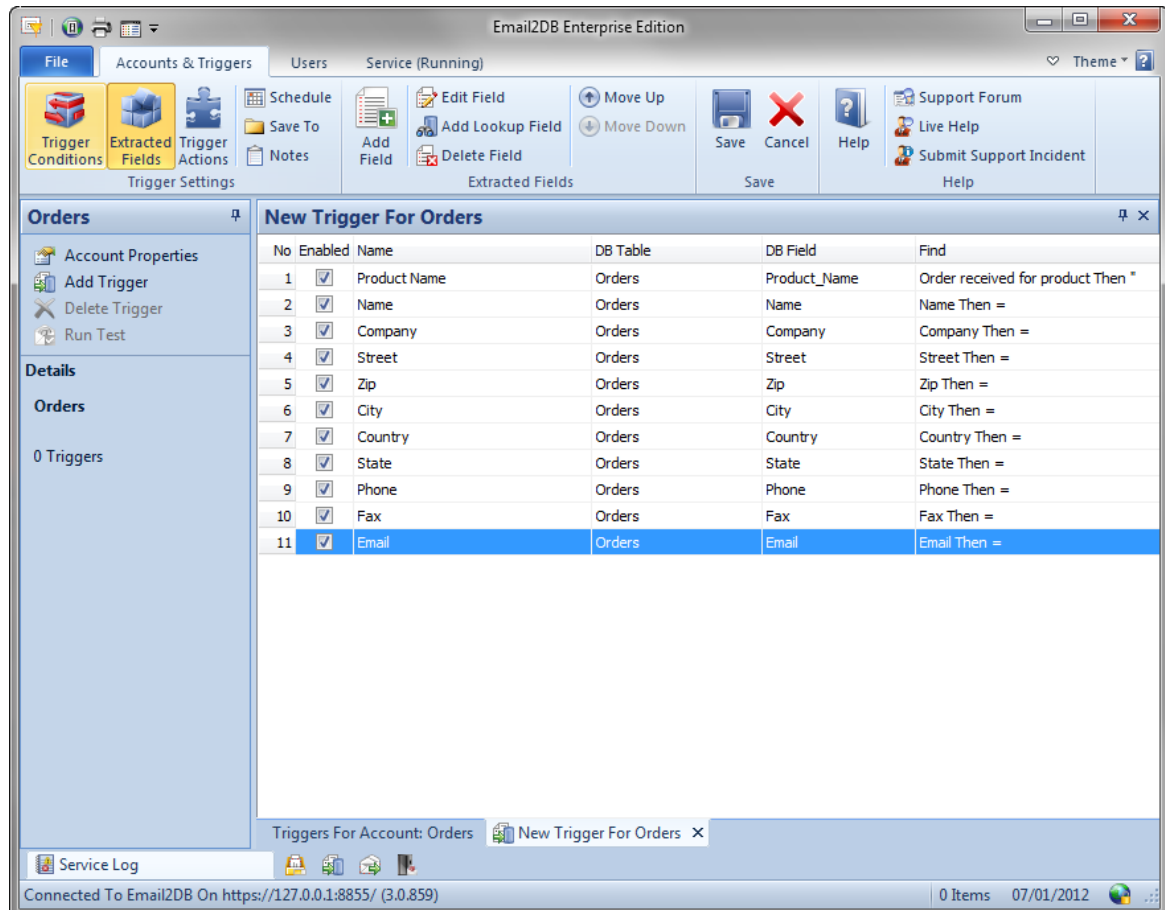 Email2DB Enterprise Edition
File Accounts & Triggers Users Service (Running) Theme
Trigger Conditions
Extracted Fields
Trigger Actions
Schedule
Save To
Notes
Trigger Settings
Add Field
Edit Field
Add Lookup Field
Delete Field
Move Up
Move Down
Extracted Fields
Save
Cancel
Save
Help
Support Forum
Live Help
Submit Support Incident
Help
Orders
Account Properties
Add Trigger
Delete Trigger
Run Test
Details
Orders
0 Triggers
New Trigger For Orders
No Enabled Name DB Table DB Field Find
1 Product Name Orders Product_Name Order received for product Then "
2 Name Orders Name Name Then =
3 Company Orders Company Company Then =
4 Street Orders Street Street Then =
5 Zip Orders Zip Zip Then =
6 City Orders City City Then =
7 Country Orders Country Country Then =
8 State Orders State State Then =
9 Phone Orders Phone Phone Then =
10 Fax Orders Fax Fax Then =
11 Email Orders Email Email Then =
Triggers For Account: Orders New Trigger For Orders
Service Log
Connected To Email2DB On https://127.0.0.1:8855/ (3.0.859) 0 Items 07/01/2012